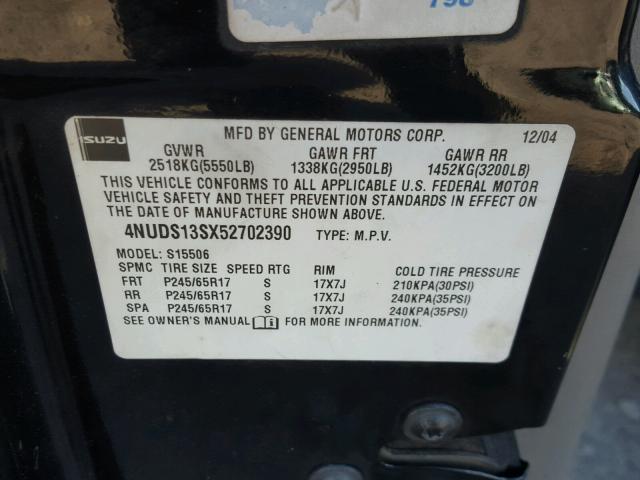 798
ISUZU
MFD BY GENERAL MOTORS CORP. 12/04
GVWR GAWR FRT GAWR RR
2518KG(5550LB) 1338KG(2950LB) 1452KG(3200LB)
THIS VEHICLE CONFORMS TO ALL APPLICABLE U.S. FEDERAL MOTOR
VEHICLE SAFETY AND THEFT PREVENTION STANDARDS IN EFFECT ON
THE DATE OF MANUFACTURE SHOWN ABOVE.
4NUDS13SX52702390 TYPE: M.P.V.
MODEL: S15506
SPMC TIRE SIZE SPEED RTG RIM COLD TIRE PRESSURE
FRT P245/65R17 S 17X7J 210KPA(30PSI)
RR P245/65R17 S 17X7J 240KPA(35PSI)
SPA P245/65R17 S 17X7J 240KPA(35PSI)
SEE OWNER'S MANUAL FOR MORE INFORMATION.